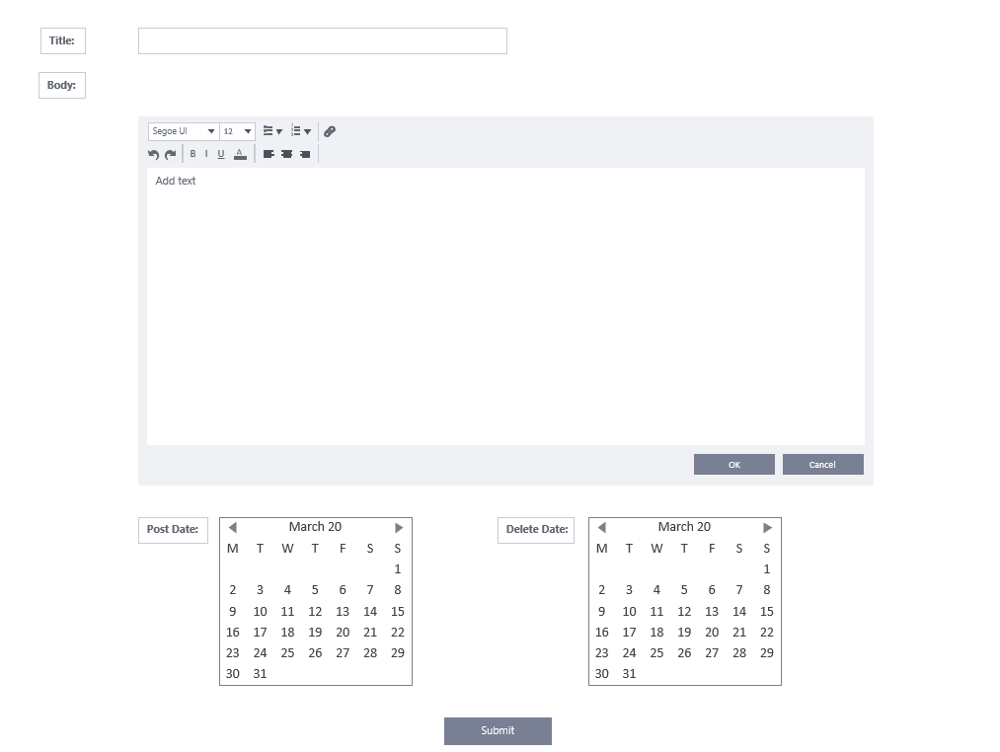 Title:
Body:
Segoe UI 12
B I U A
Add text
OK Cancel
Post Date:
March 20
M T W T F S S
1
2 3 4 5 6 7 8
9 10 11 12 13 14 15
16 17 18 19 20 21 22
23 24 25 26 27 28 29
30 31
Delete Date:
March 20
M T W T F S S
1
2 3 4 5 6 7 8
9 10 11 12 13 14 15
16 17 18 19 20 21 22
23 24 25 26 27 28 29
30 31
Submit